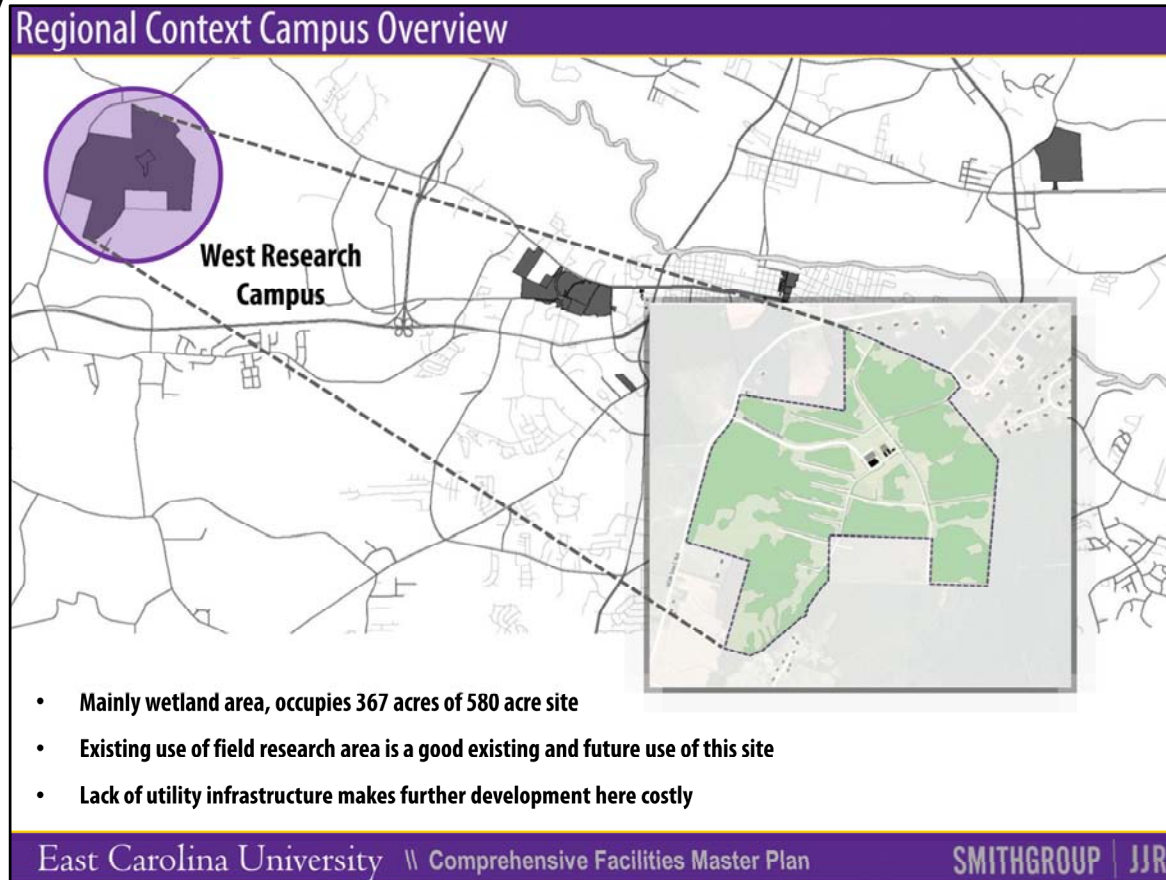 Regional Context Campus Overview
West Research
Campus
• Mainly wetland area, occupies 367 acres of 580 acre site
• Existing use of field research area is a good existing and future use of this site
• Lack of utility infrastructure makes further development here costly
East Carolina University \\ Comprehensive Facilities Master Plan SMITHGROUP | JJR